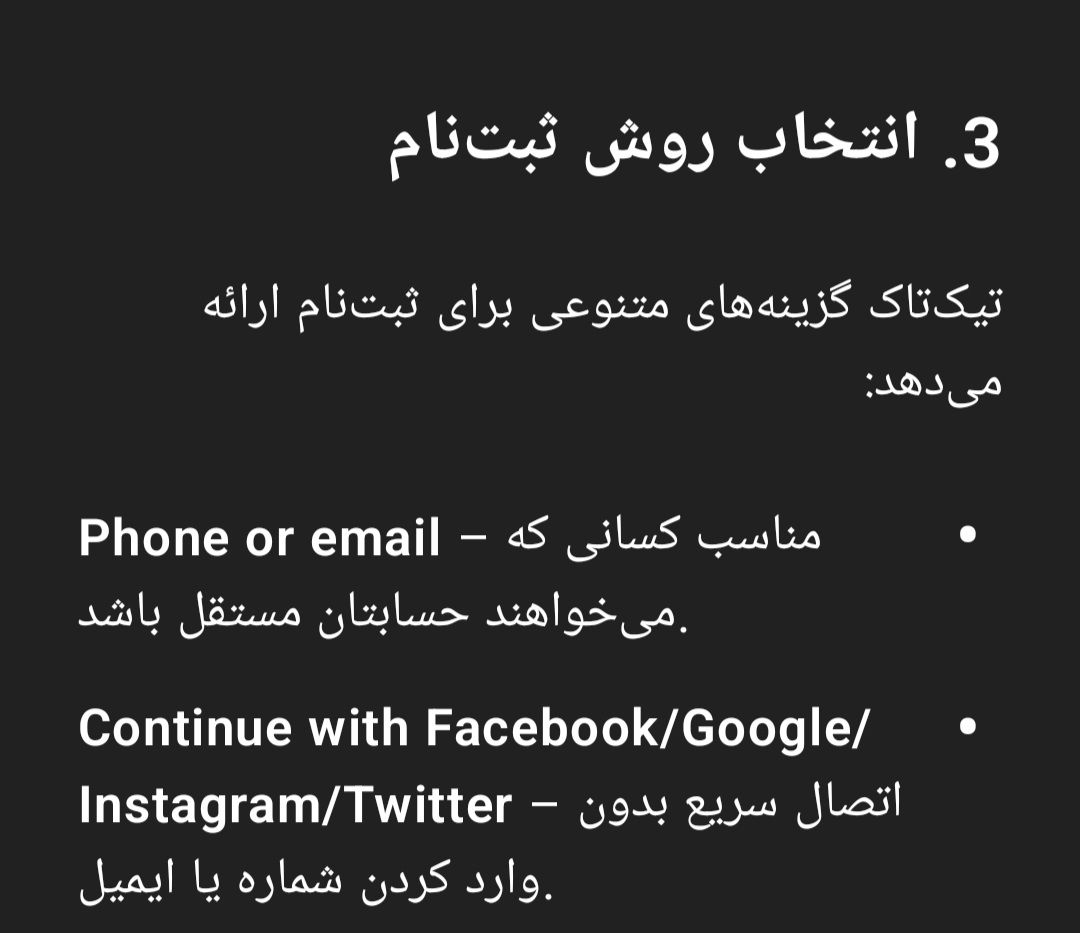 3. انتخاب روش ثبت‌نام
تیک‌تاک گزینه‌های متنوعی برای ثبت‌نام ارائه
می‌دهد:
• Phone or email – مناسب کسانی که
می‌خواهند حسابتان مستقل باشد.
• Continue with Facebook/Google/
Instagram/Twitter – اتصال سریع بدون
وارد کردن شماره یا ایمیل.